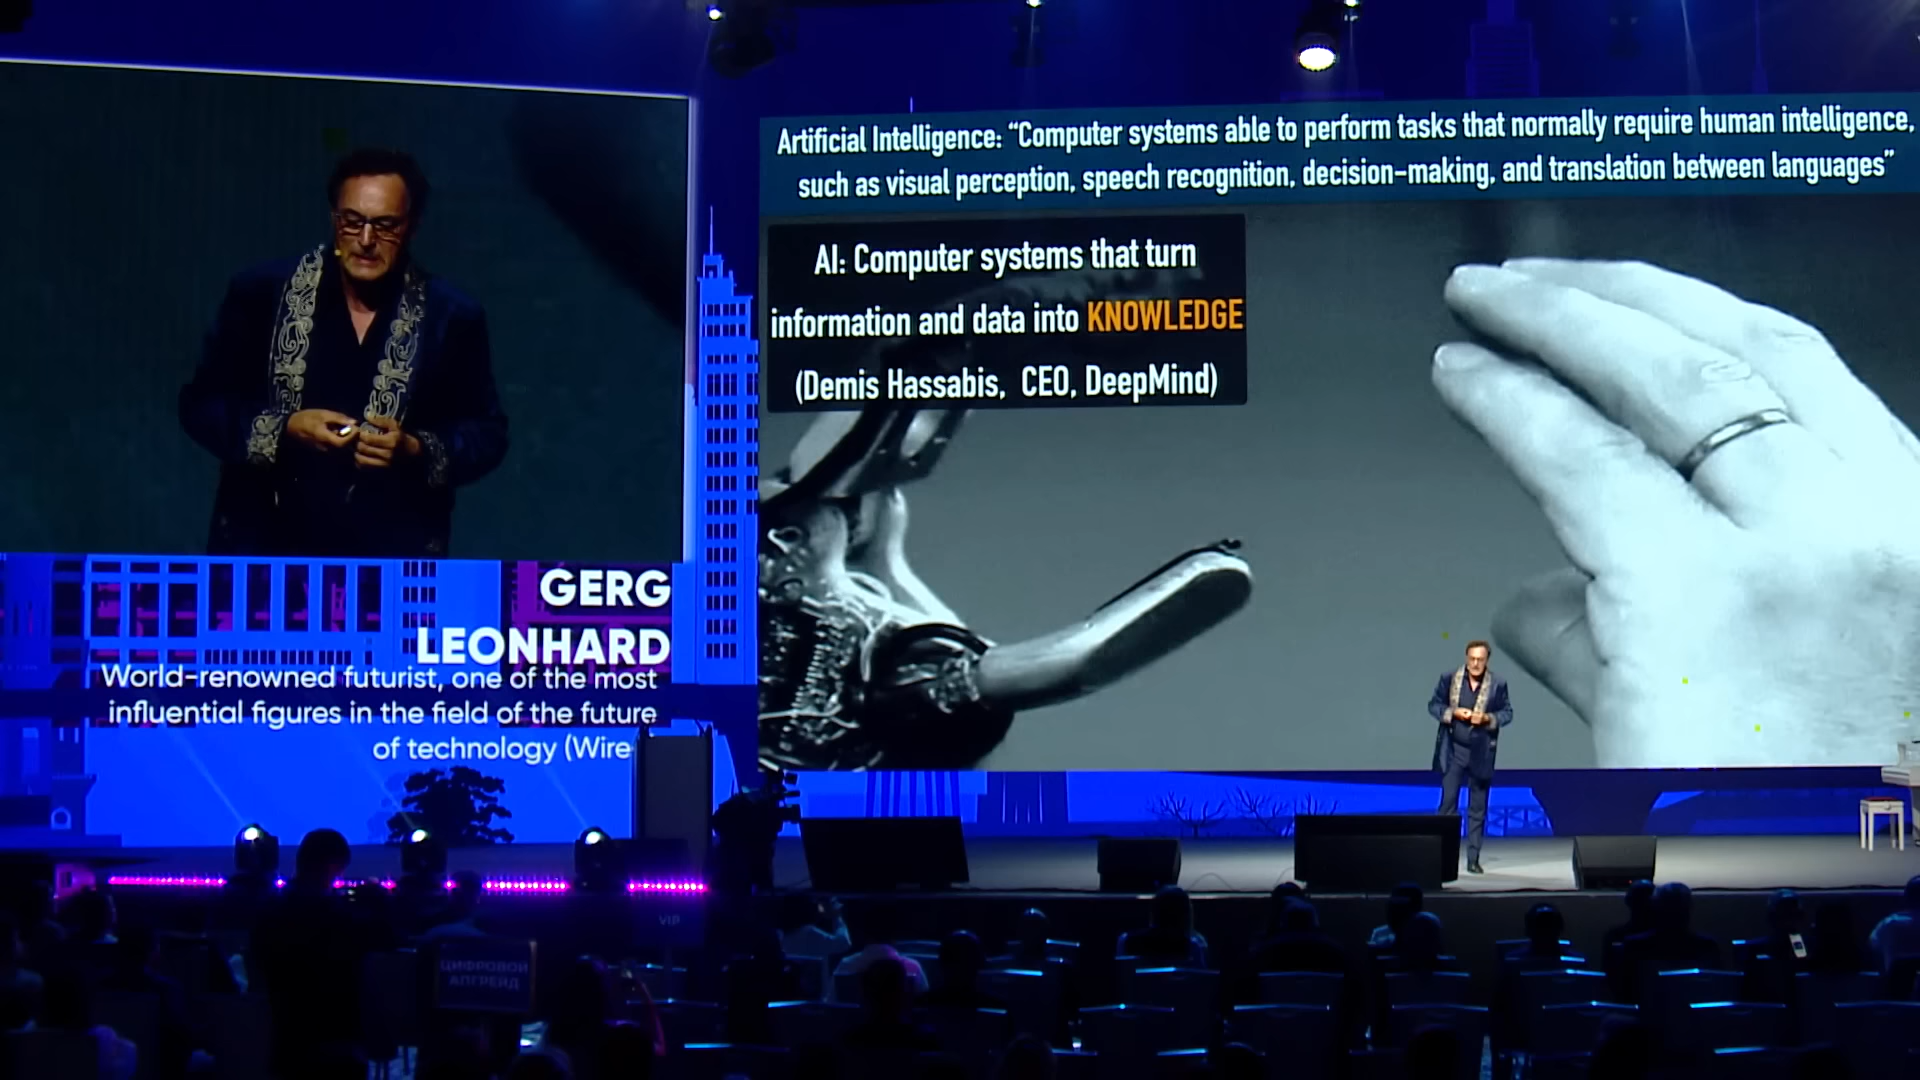 Artificial Intelligence: “Computer systems able to perform tasks that normally require human intelligence,
such as visual perception, speech recognition, decision-making, and translation between languages”
AI: Computer systems that turn
information and data into KNOWLEDGE
(Demis Hassabis, CEO, DeepMind)
GERG
LEONHARD
World-renowned futurist, one of the most
influential figures in the field of the future
of technology (Wire
VIP
ЦИФРОВОЙ
АПГРЕЙД